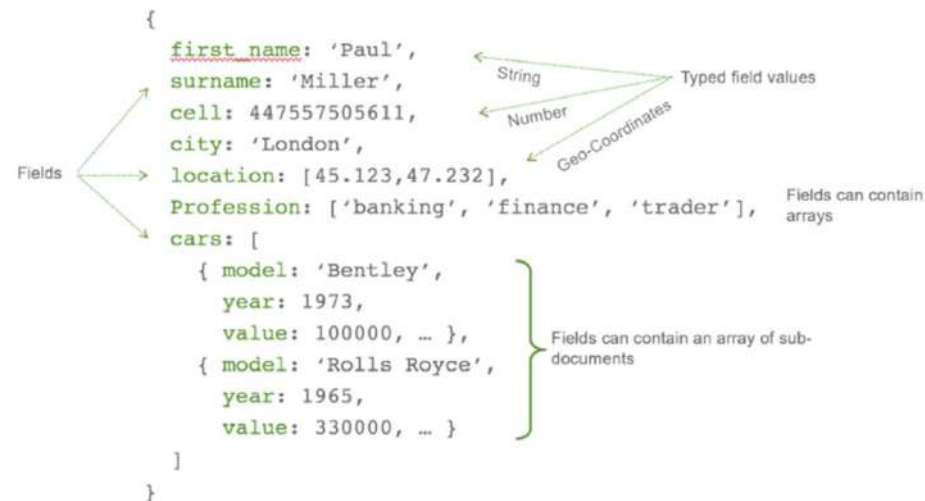 {
first_name: ‘Paul’,
surname: ‘Miller’,
cell: 447557505611,
city: ‘London’,
location: [45.123,47.232],
Profession: [‘banking’, ‘finance’, ‘trader’],
cars: [
{ model: ‘Bentley’,
year: 1973,
value: 100000, … },
{ model: ‘Rolls Royce’,
year: 1965,
value: 330000, … }
]
}
Fields
String
Number
Geo-Coordinates
Typed field values
Fields can contain
arrays
Fields can contain an array of sub-
documents